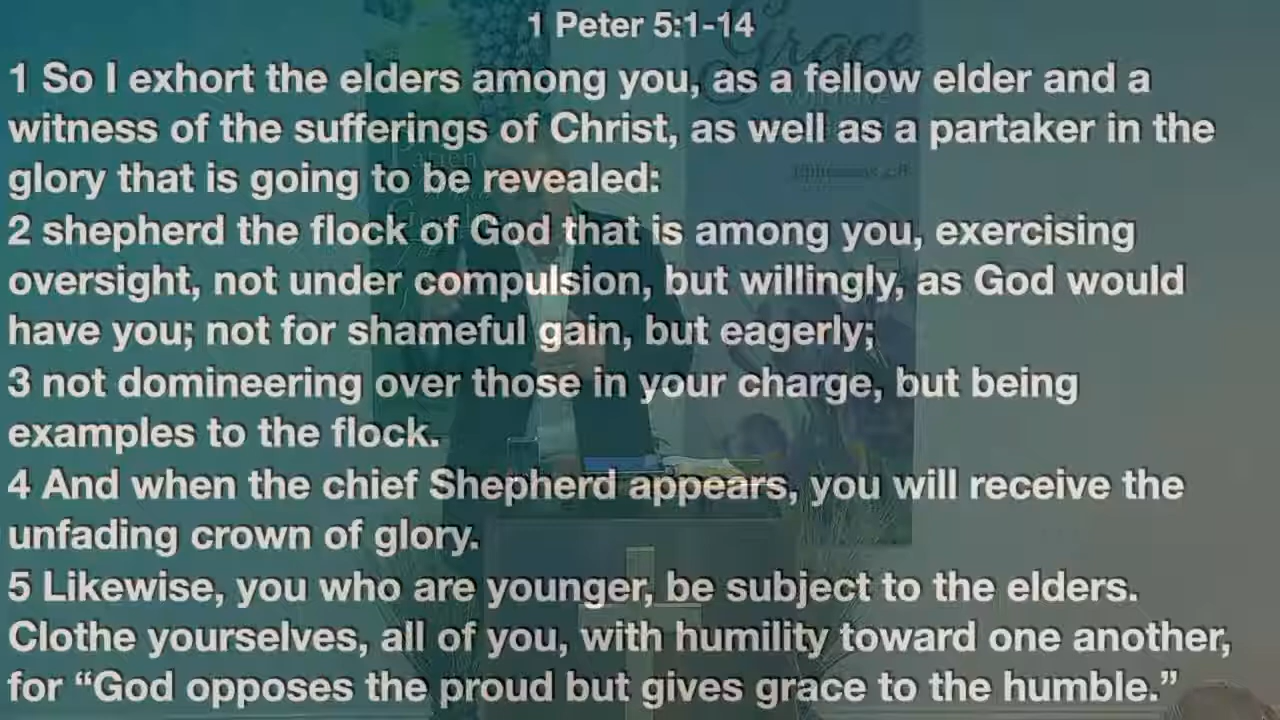 1 Peter 5:1-14
1 So I exhort the elders among you, as a fellow elder and a
witness of the sufferings of Christ, as well as a partaker in the
glory that is going to be revealed:
2 shepherd the flock of God that is among you, exercising
oversight, not under compulsion, but willingly, as God would
have you; not for shameful gain, but eagerly;
3 not domineering over those in your charge, but being
examples to the flock.
4 And when the chief Shepherd appears, you will receive the
unfading crown of glory.
5 Likewise, you who are younger, be subject to the elders.
Clothe yourselves, all of you, with humility toward one another,
for “God opposes the proud but gives grace to the humble.”
Grace
Ephesians 2:8